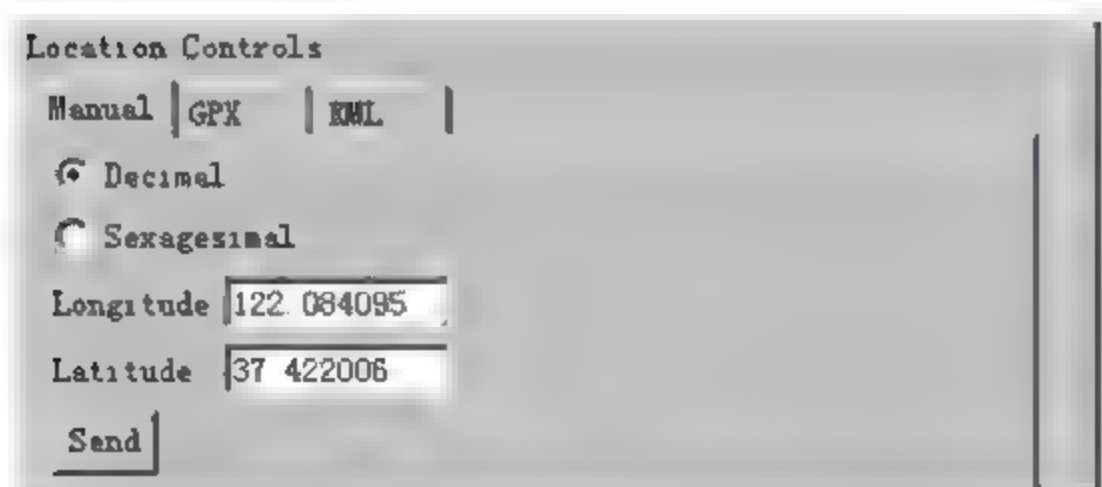 Location Controls
Manual GPX KML
Decimal
Sexagesimal
Longitude 122.084095
Latitude 37 422006
Send